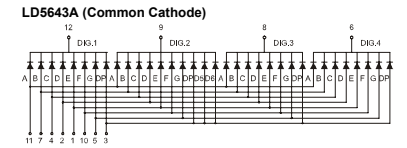 LD5643A (Common Cathode)
12 9 8 6
DIG.1 DIG.2 DIG.3 DIG.4
A B C D E F G DP A B C D E F G DP D5 D6 A B C D E F G DP A B C D E F G DP
11 7 4 2 1 10 5 3